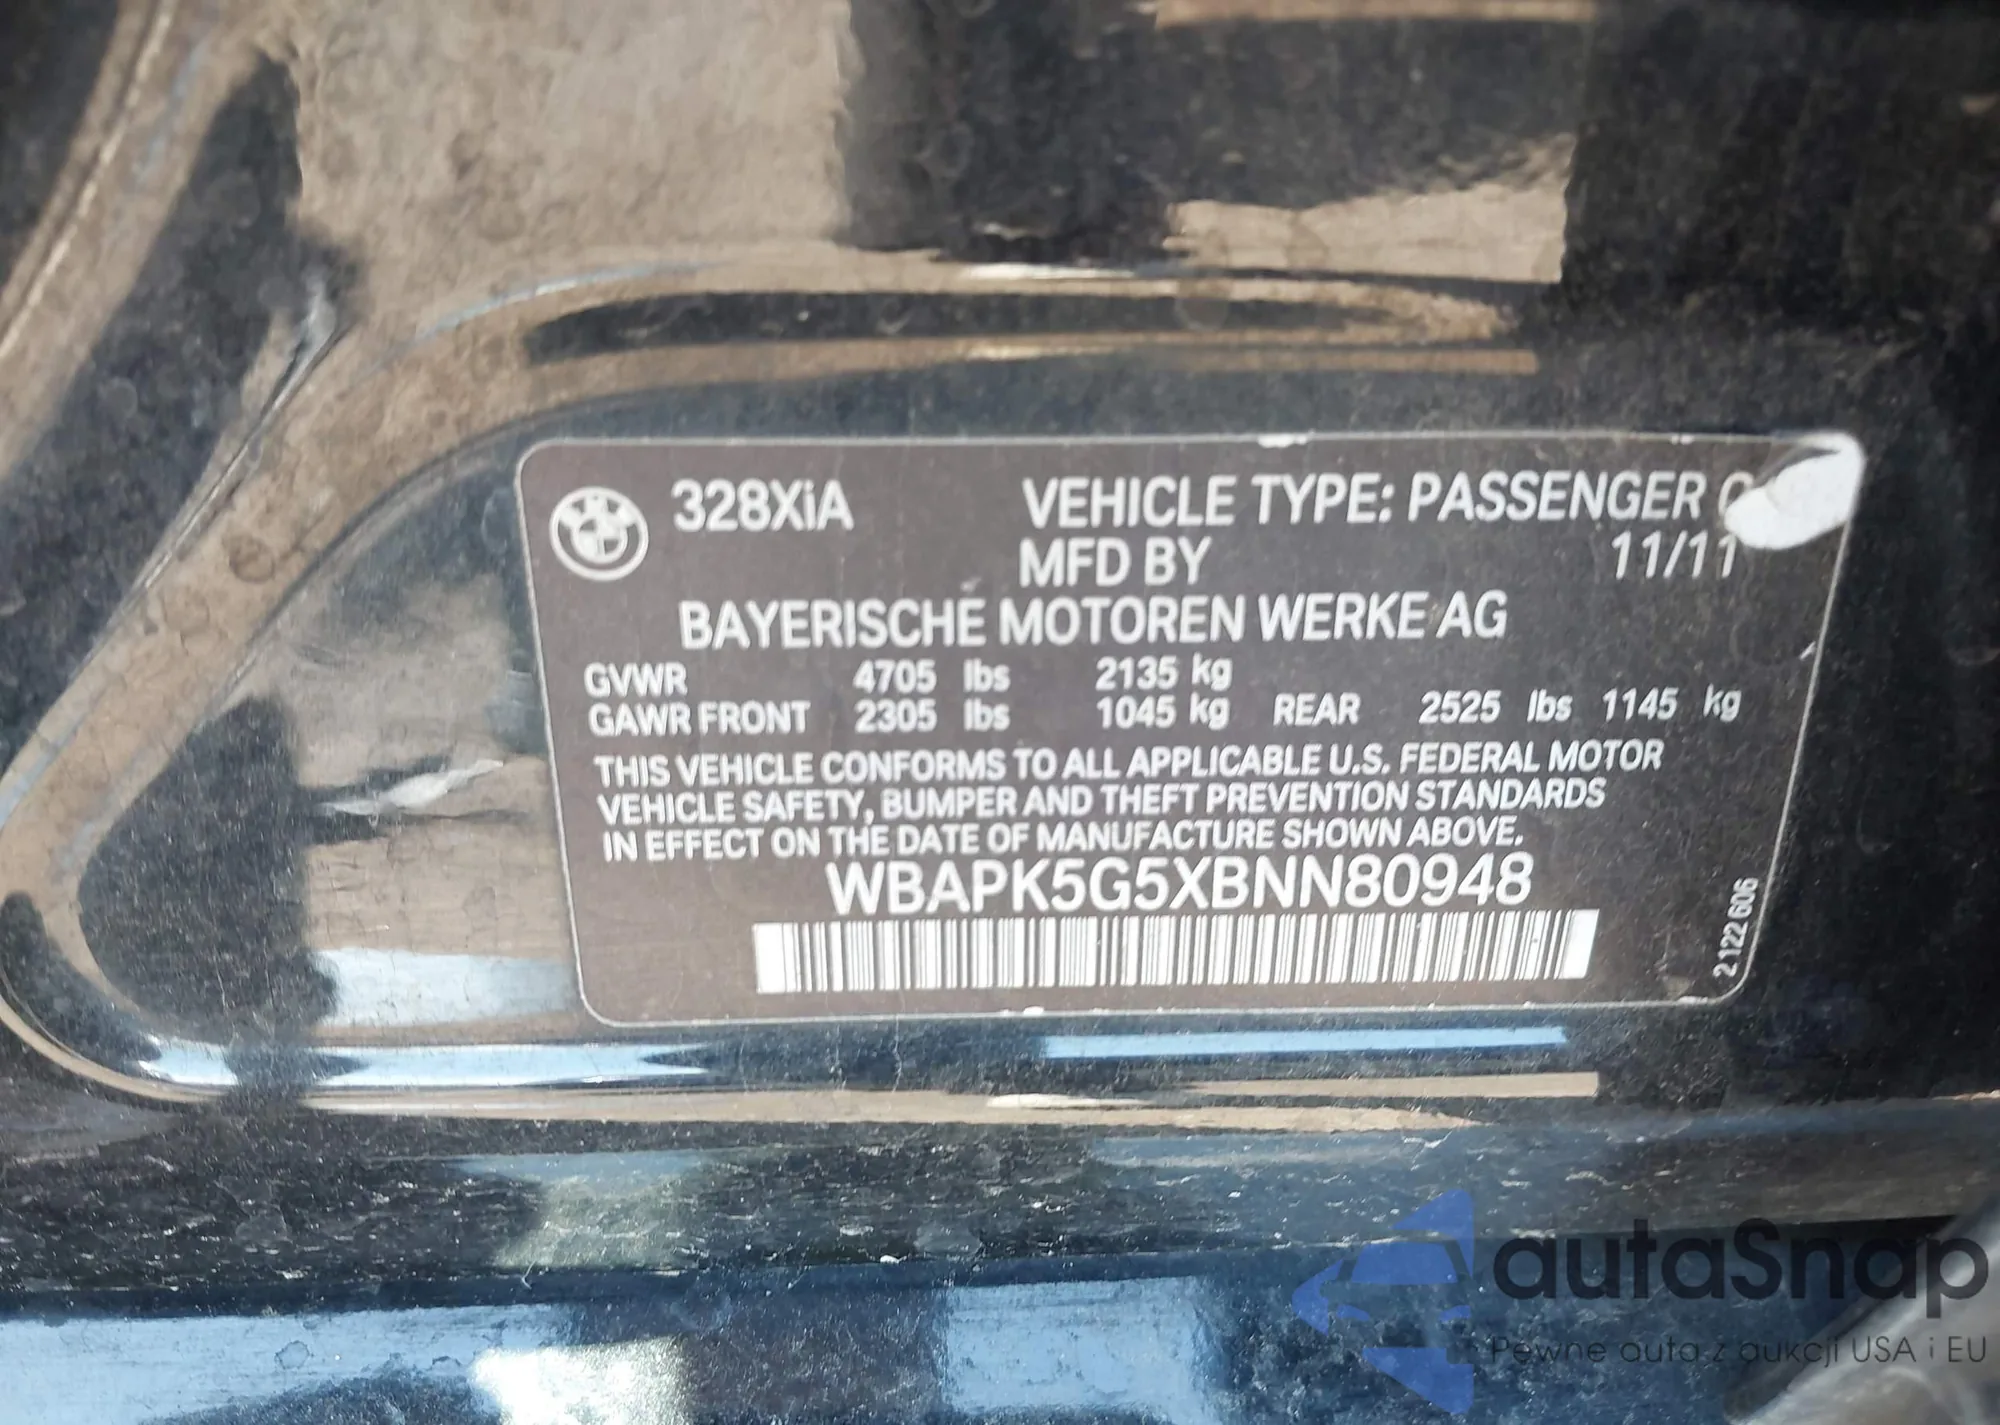 328XiA VEHICLE TYPE: PASSENGER
MFD BY 11/11
BAYERISCHE MOTOREN WERKE AG
GVWR 4705 lbs 2135 kg
GAWR FRONT 2305 lbs 1045 kg REAR 2525 lbs 1145 kg
THIS VEHICLE CONFORMS TO ALL APPLICABLE U.S. FEDERAL MOTOR
VEHICLE SAFETY, BUMPER AND THEFT PREVENTION STANDARDS
IN EFFECT ON THE DATE OF MANUFACTURE SHOWN ABOVE.
WBAPK5G5XBNN80948
2122606
autaSnap
Pewne auta z aukcji USA i EU